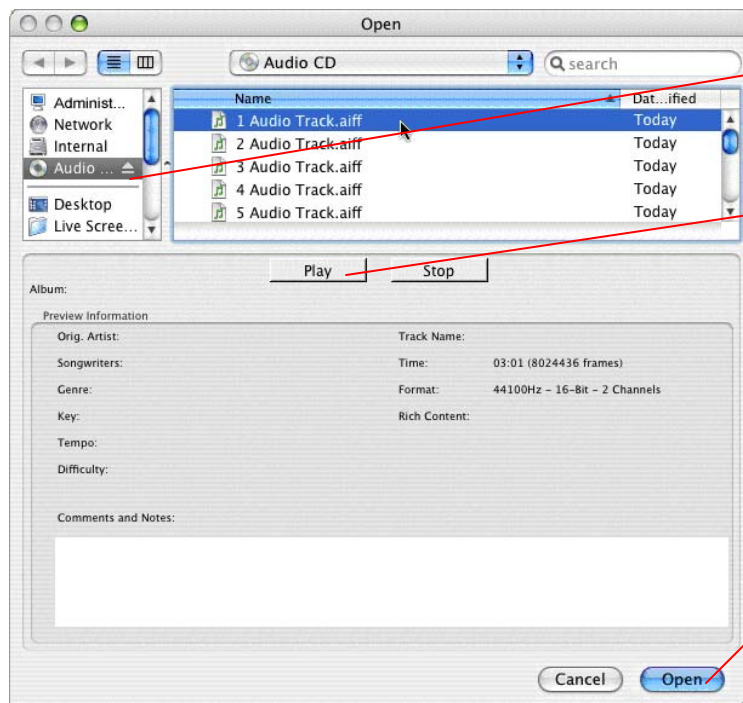 Open
Audio CD
search
Administ...
Network
Internal
Audio ...
Desktop
Live Scree...
Name Dat...ified
1 Audio Track.aiff Today
2 Audio Track.aiff Today
3 Audio Track.aiff Today
4 Audio Track.aiff Today
5 Audio Track.aiff Today
Play Stop
Album:
Preview Information
Orig. Artist: Track Name:
Songwriters: Time: 03:01 (8024436 frames)
Genre: Format: 44100Hz - 16-Bit - 2 Channels
Key: Rich Content:
Tempo:
Difficulty:
Comments and Notes:
Cancel Open